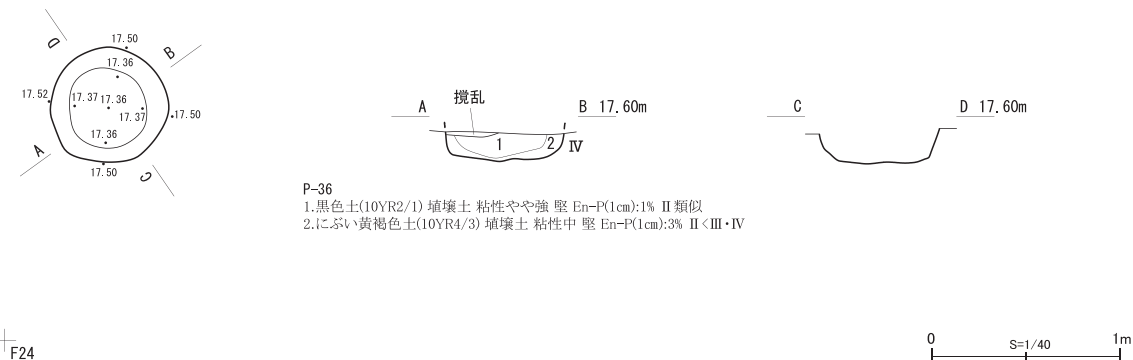 D
17.50
B
17.36
17.52
17.37
17.36
17.37
17.50
17.36
A
17.50
C
A
撹乱
B 17.60m
1
2
Ⅳ
C
D 17.60m
P-36
1.黒色土(10YR2/1) 埴壌土 粘性やや強 堅 En-P(1cm):1% Ⅱ類似
2.にぶい黄褐色土(10YR4/3) 埴壌土 粘性中 堅 En-P(1cm):3% Ⅱ<Ⅲ・Ⅳ
F24
0
S=1/40
1m